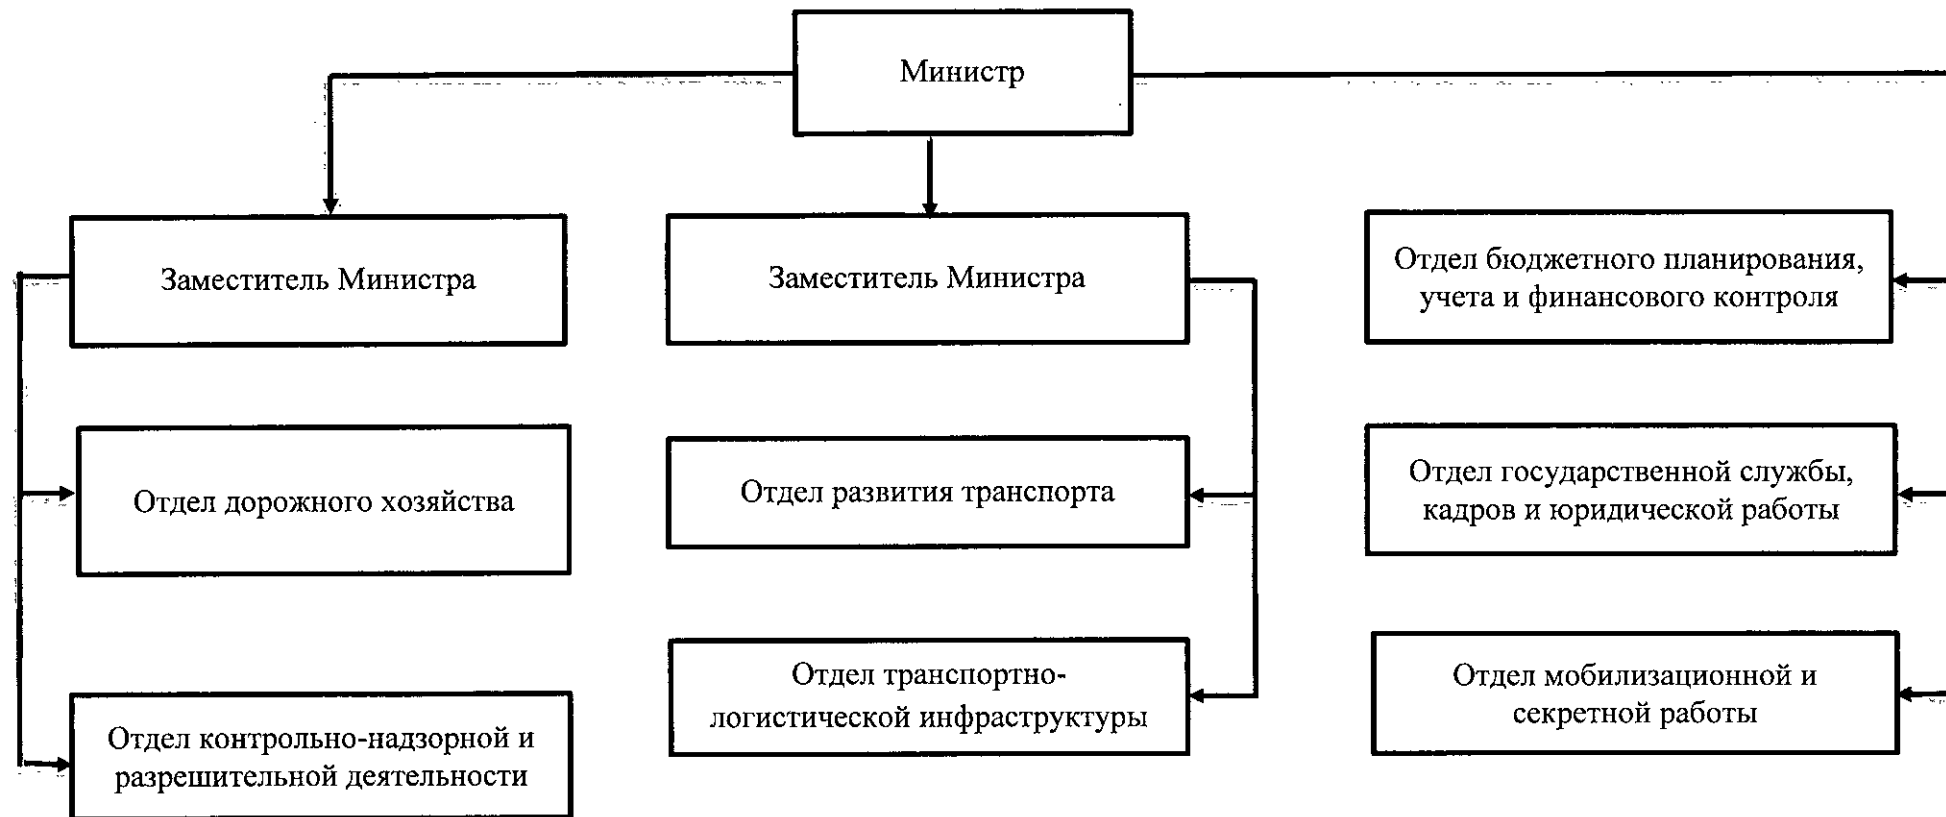 Министр
Заместитель Министра
Заместитель Министра
Отдел бюджетного планирования,
учета и финансового контроля
Отдел дорожного хозяйства
Отдел развития транспорта
Отдел государственной службы,
кадров и юридической работы
Отдел контрольно-надзорной и
разрешительной деятельности
Отдел транспортно-
логистической инфраструктуры
Отдел мобилизационной и
секретной работы